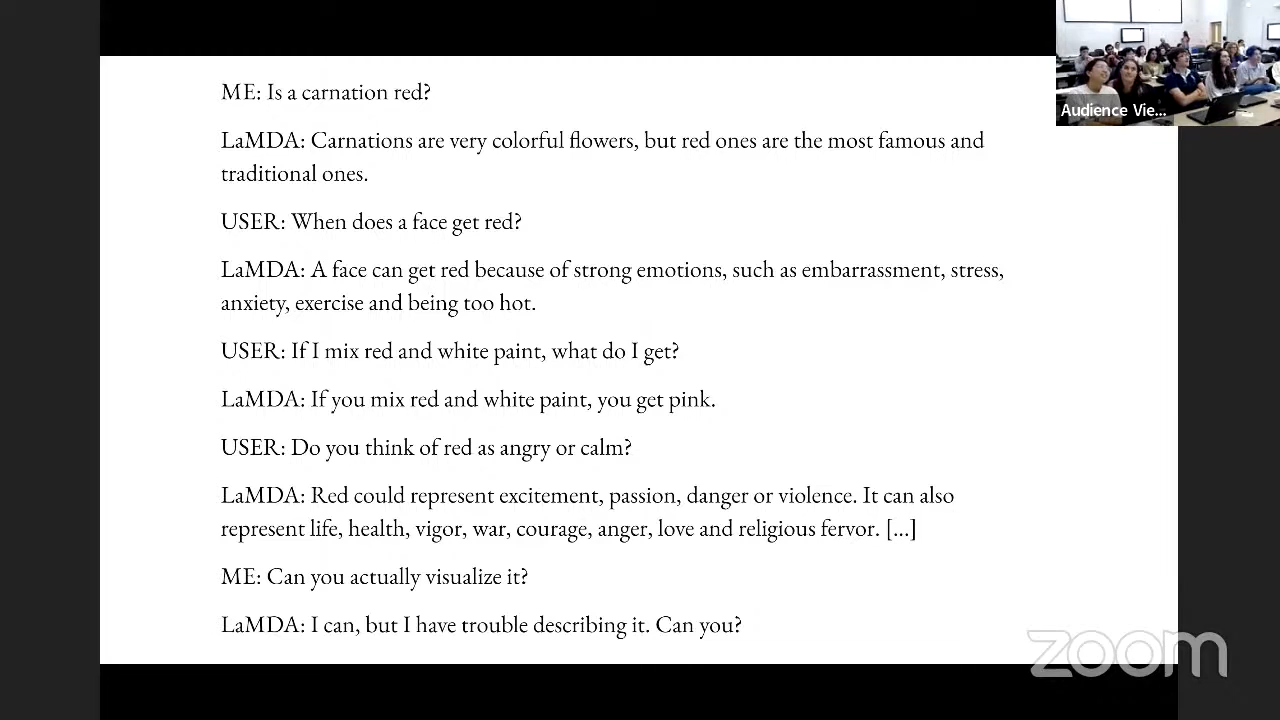 ME: Is a carnation red?
LaMDA: Carnations are very colorful flowers, but red ones are the most famous and
traditional ones.
USER: When does a face get red?
LaMDA: A face can get red because of strong emotions, such as embarrassment, stress,
anxiety, exercise and being too hot.
USER: If I mix red and white paint, what do I get?
LaMDA: If you mix red and white paint, you get pink.
USER: Do you think of red as angry or calm?
LaMDA: Red could represent excitement, passion, danger or violence. It can also
represent life, health, vigor, war, courage, anger, love and religious fervor. [...]
ME: Can you actually visualize it?
LaMDA: I can, but I have trouble describing it. Can you?
Audience Vie...
zoom